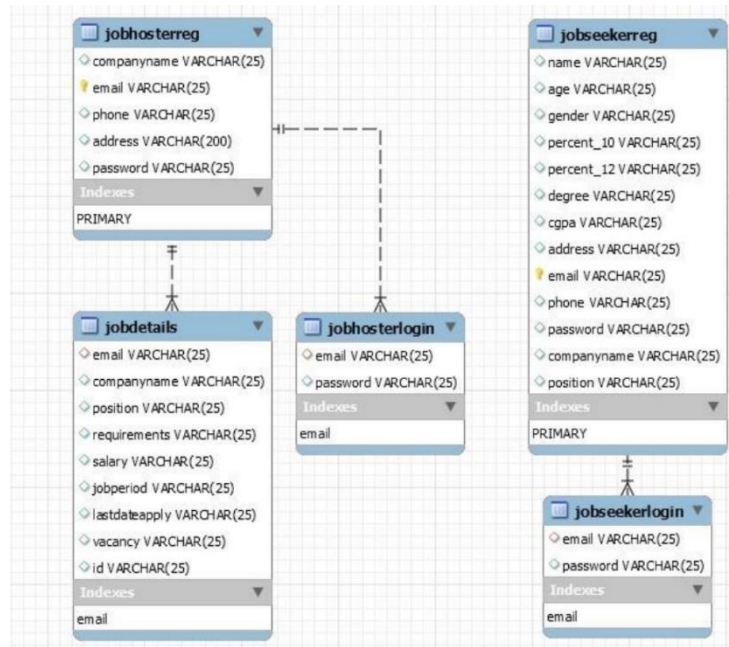 jobhosterreg
companyname VARCHAR(25)
email VARCHAR(25)
phone VARCHAR(25)
address VARCHAR(200)
password VARCHAR(25)
Indexes
PRIMARY
jobdetails
email VARCHAR(25)
companyname VARCHAR(25)
position VARCHAR(25)
requirements VARCHAR(25)
salary VARCHAR(25)
jobperiod VARCHAR(25)
lastdateapply VARCHAR(25)
vacancy VARCHAR(25)
id VARCHAR(25)
Indexes
email
jobhosterlogin
email VARCHAR(25)
password VARCHAR(25)
Indexes
email
jobseekerreg
name VARCHAR(25)
age VARCHAR(25)
gender VARCHAR(25)
percent_10 VARCHAR(25)
percent_12 VARCHAR(25)
degree VARCHAR(25)
cgpa VARCHAR(25)
address VARCHAR(25)
email VARCHAR(25)
phone VARCHAR(25)
password VARCHAR(25)
companyname VARCHAR(25)
position VARCHAR(25)
Indexes
PRIMARY
jobseekerlogin
email VARCHAR(25)
password VARCHAR(25)
Indexes
email